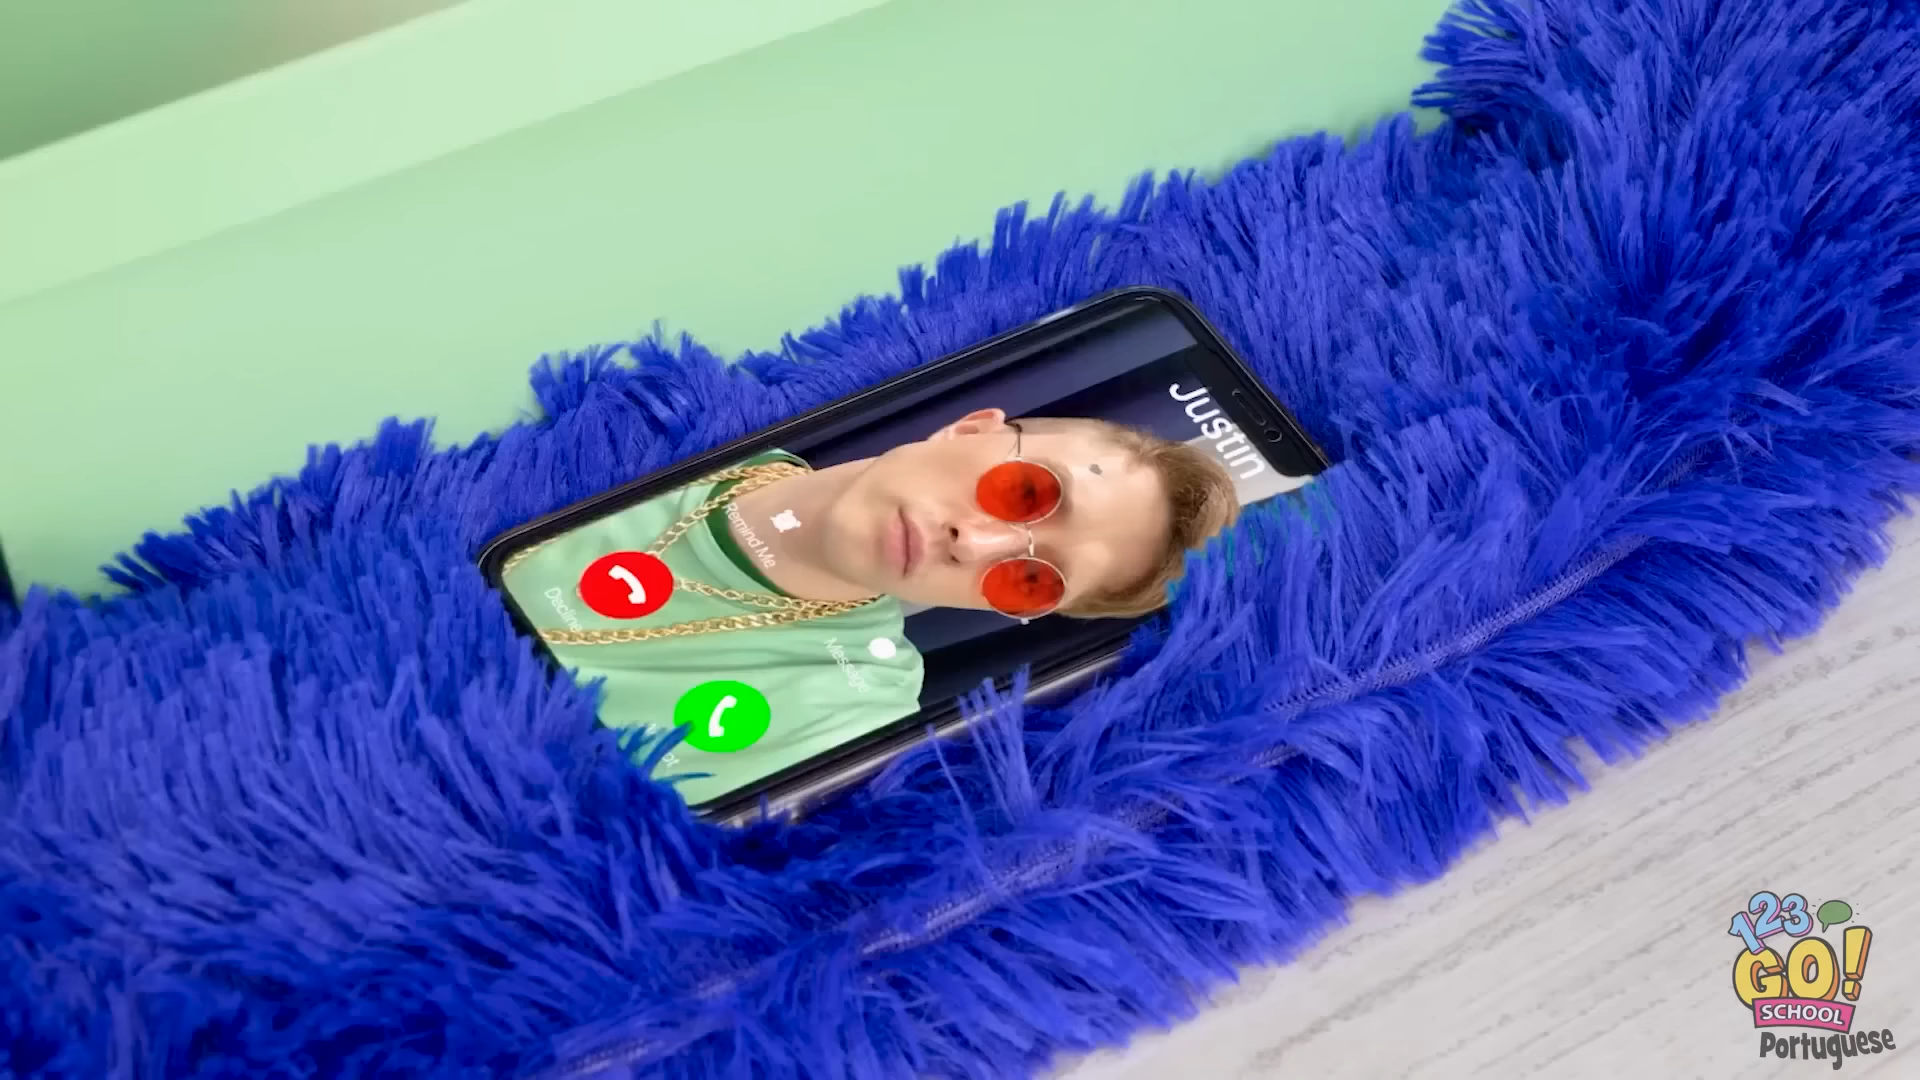 Justin
Remind Me
Message
Decline
123
GO!
SCHOOL
Portuguese